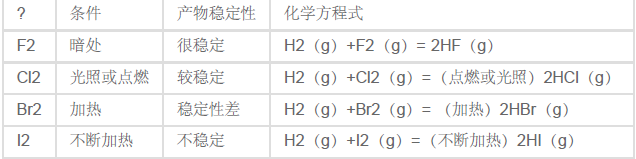 ? 条件 产物稳定性 化学方程式
F2 暗处 很稳定 H2（g）+F2（g）= 2HF（g）
Cl2 光照或点燃 较稳定 H2（g）+Cl2（g）=（点燃或光照）2HCl（g）
Br2 加热 稳定性差 H2（g）+Br2（g）= （加热）2HBr（g）
I2 不断加热 不稳定 H2（g）+I2（g）=（不断加热）2HI（g）